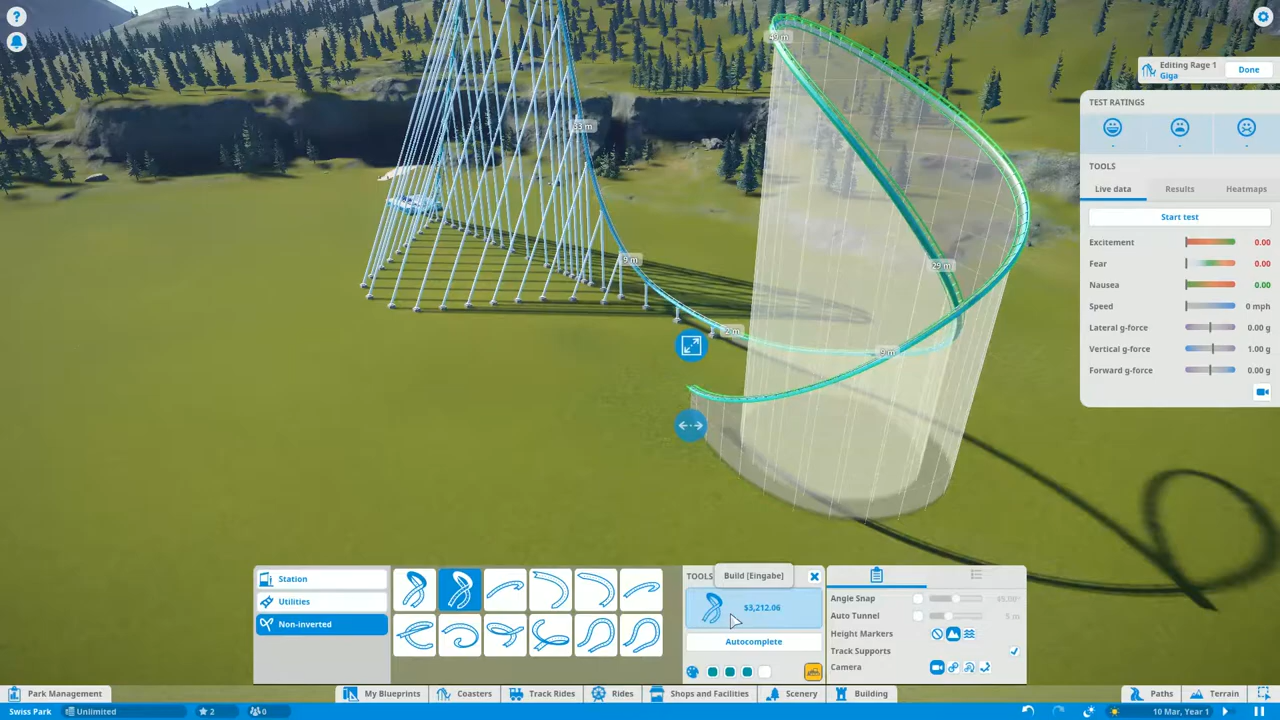 ?
49 m
Editing Rage 1
Giga
Done
TEST RATINGS
33 m
-
-
-
TOOLS
Live data
Results
Heatmaps
Start test
Excitement
0.00
9 m
29 m
Fear
0.00
Nausea
0.00
Speed
0 mph
2 m
Lateral g-force
0.00 g
9 m
Vertical g-force
1.00 g
Forward g-force
0.00 g
Station
TOOLS
Build [Eingabe]
Utilities
$3,212.06
Angle Snap
Auto Tunnel
5 m
Non-inverted
Height Markers
Autocomplete
Track Supports
Camera
Park Management
My Blueprints
Coasters
Track Rides
Rides
Shops and Facilities
Scenery
Building
Paths
Terrain
Swiss Park
Unlimited
2
0
10 Mar, Year 1